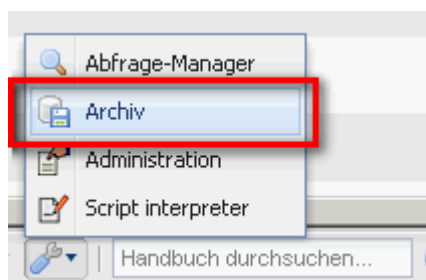 Abfrage-Manager
Archiv
Administration
Script interpreter
Handbuch durchsuchen...